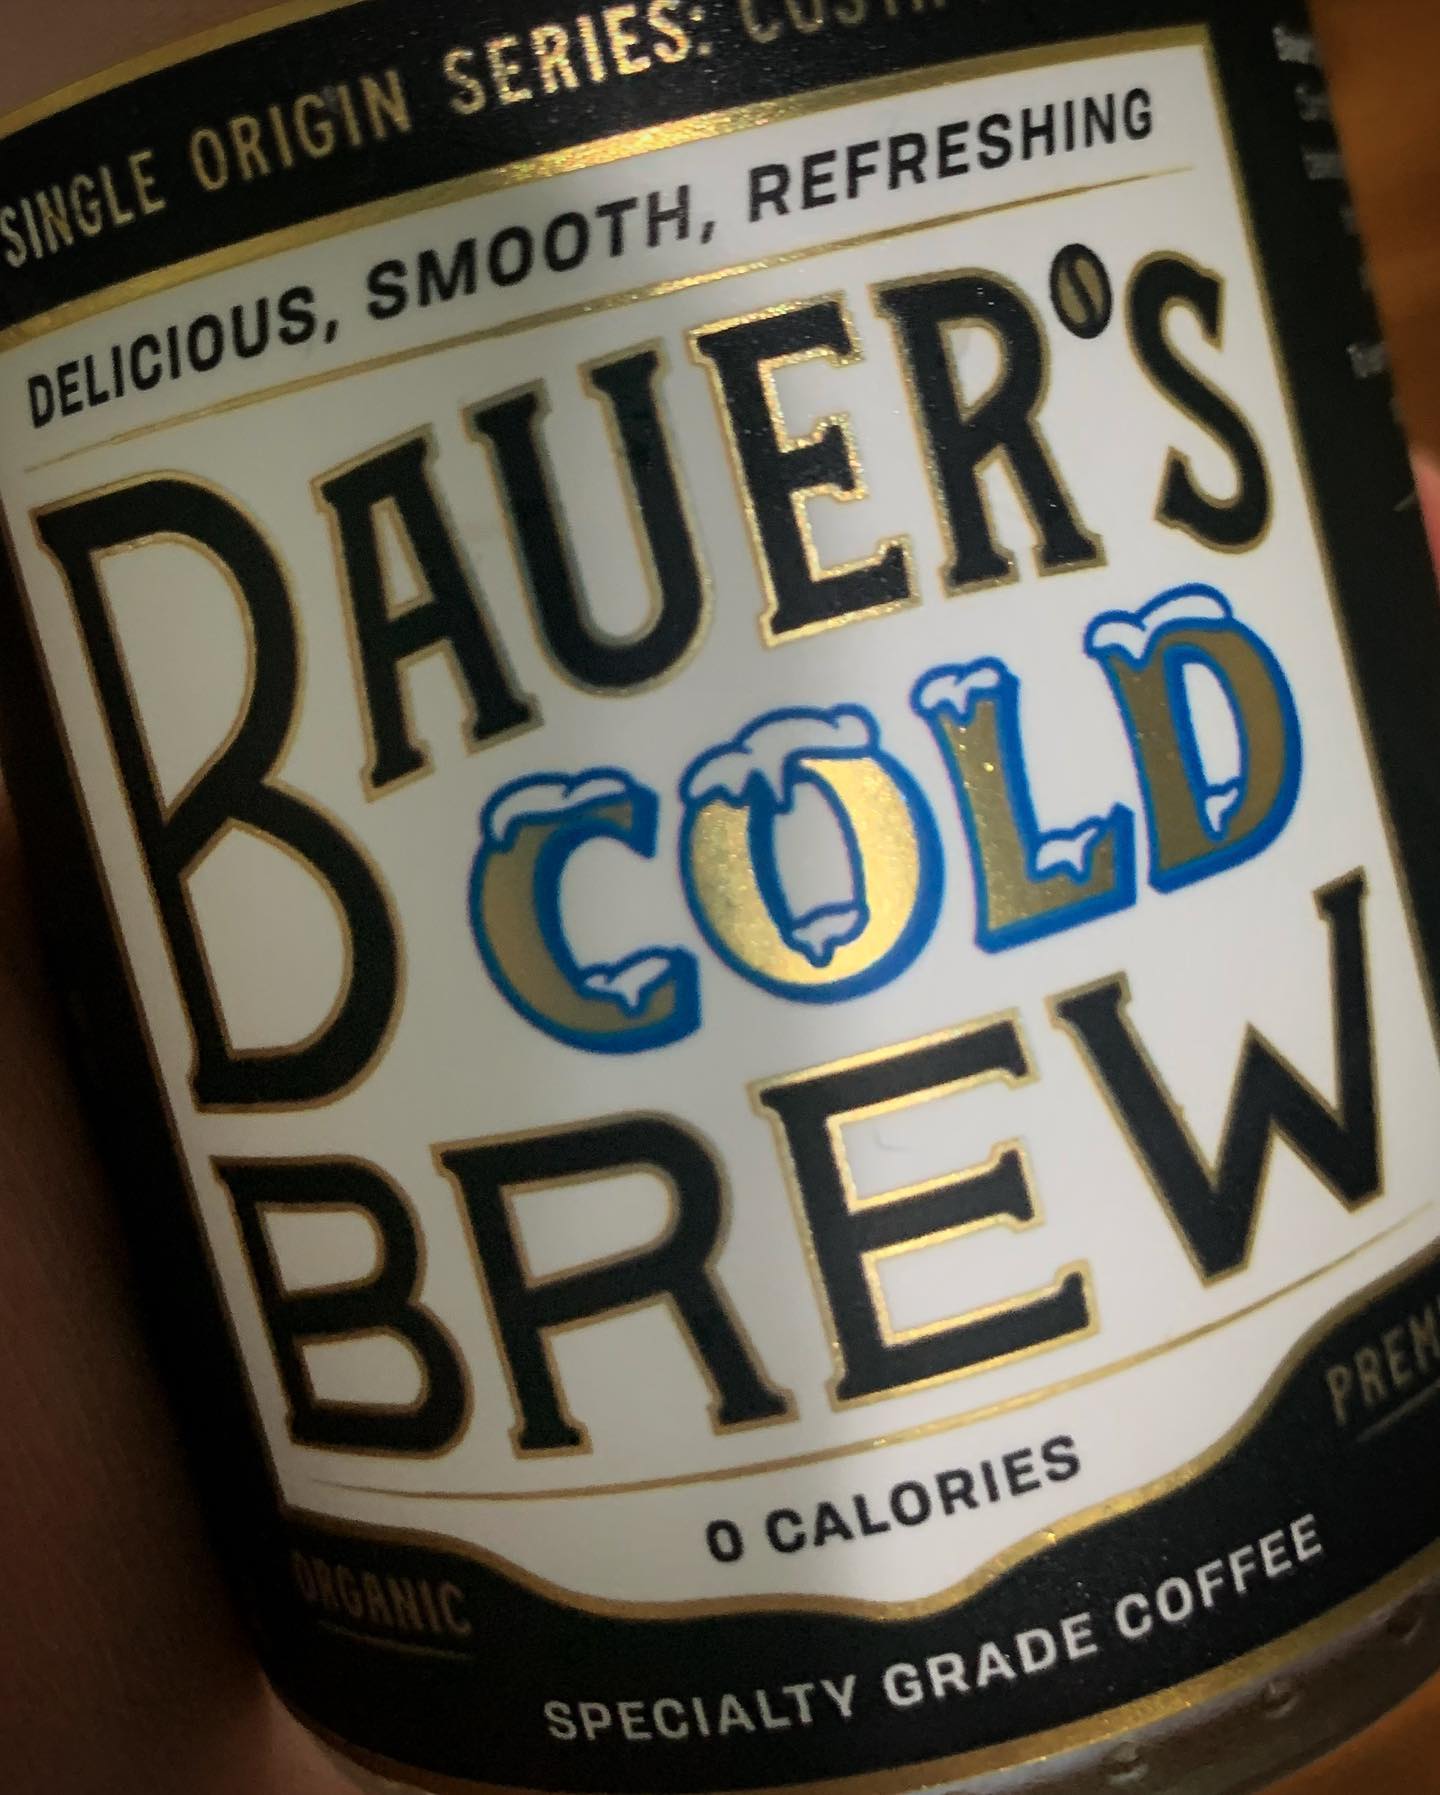 SINGLE ORIGIN SERIES:
DELICIOUS, SMOOTH, REFRESHING
BAUER'S
COLD
BREW
0 CALORIES
ORGANIC
SPECIALTY GRADE COFFEE